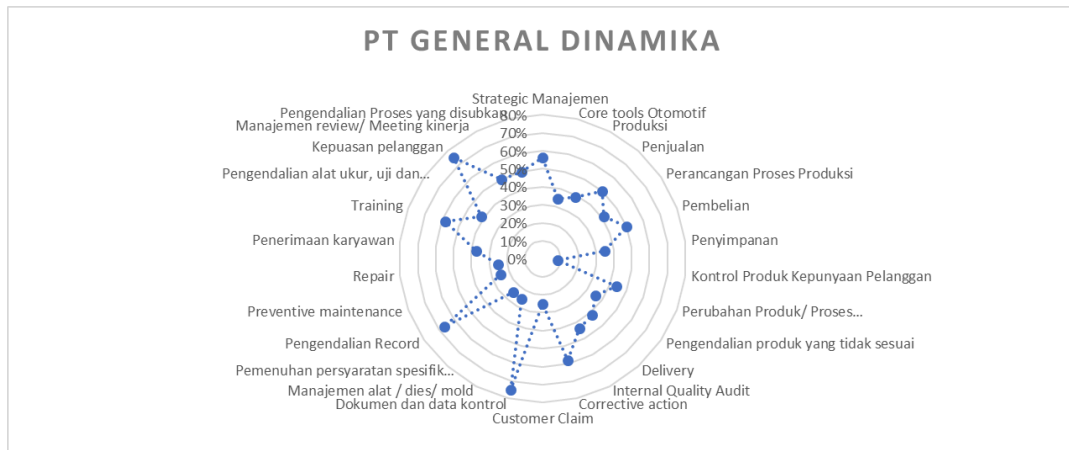 PT GENERAL DINAMIKA
Strategic Manajemen
Core tools Otomotif
Produksi
Penjualan
Perancangan Proses Produksi
Pembelian
Penyimpanan
Kontrol Produk Kepunyaan Pelanggan
Perubahan Produk/ Proses...
Pengendalian produk yang tidak sesuai
Delivery
Internal Quality Audit
Corrective action
Customer Claim
Dokumen dan data kontrol
Manajemen alat / dies/ mold
Pemenuhan persyaratan spesifik...
Pengendalian Record
Preventive maintenance
Repair
Penerimaan karyawan
Training
Pengendalian alat ukur, uji dan...
Kepuasan pelanggan
Manajemen review/ Meeting kinerja
Pengendalian Proses yang disubkan
80%
70%
60%
50%
40%
30%
20%
10%
0%